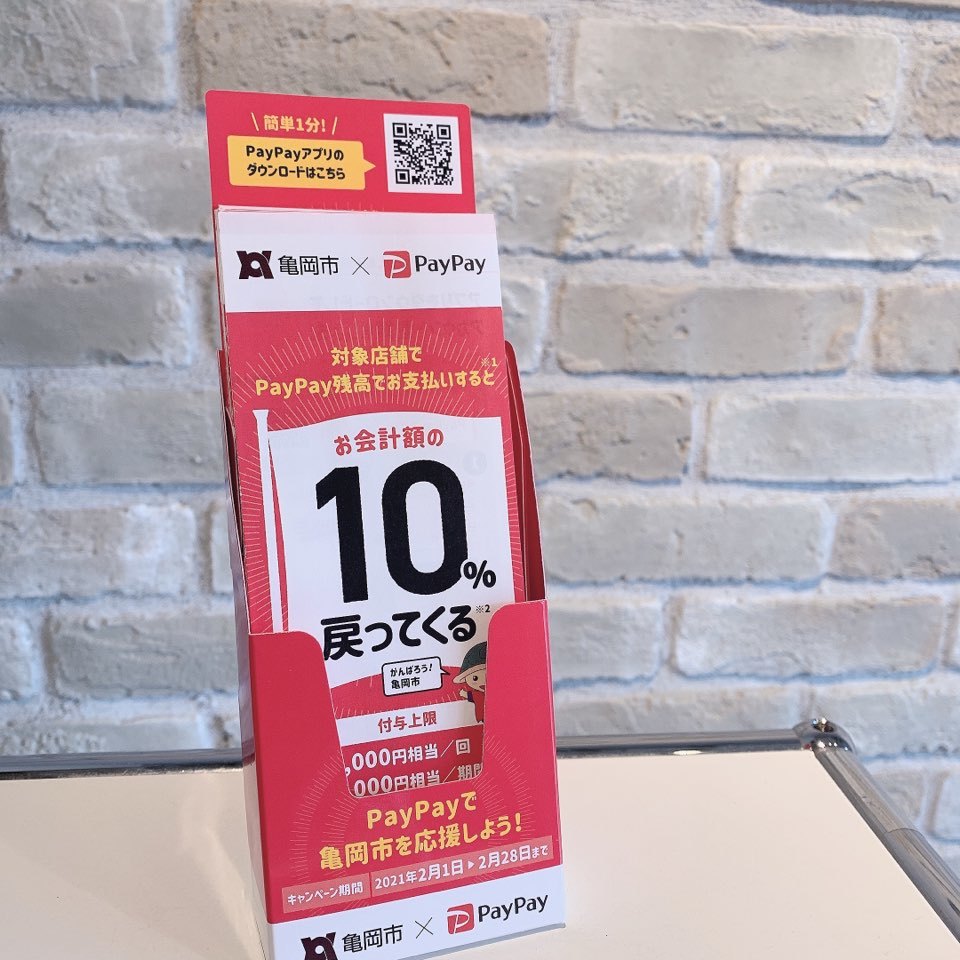 \ 簡単1分! /
PayPayアプリの
ダウンロードはこちら
亀岡市 × PayPay
対象店舗で
PayPay残高でお支払いすると※1
お会計額の
10%
戻ってくる※2
がんばろう!
亀岡市
付与上限
,000円相当/回
000円相当/期間
PayPayで
亀岡市を応援しよう!
キャンペーン期間 2021年2月1日▶2月28日まで
亀岡市 × PayPay